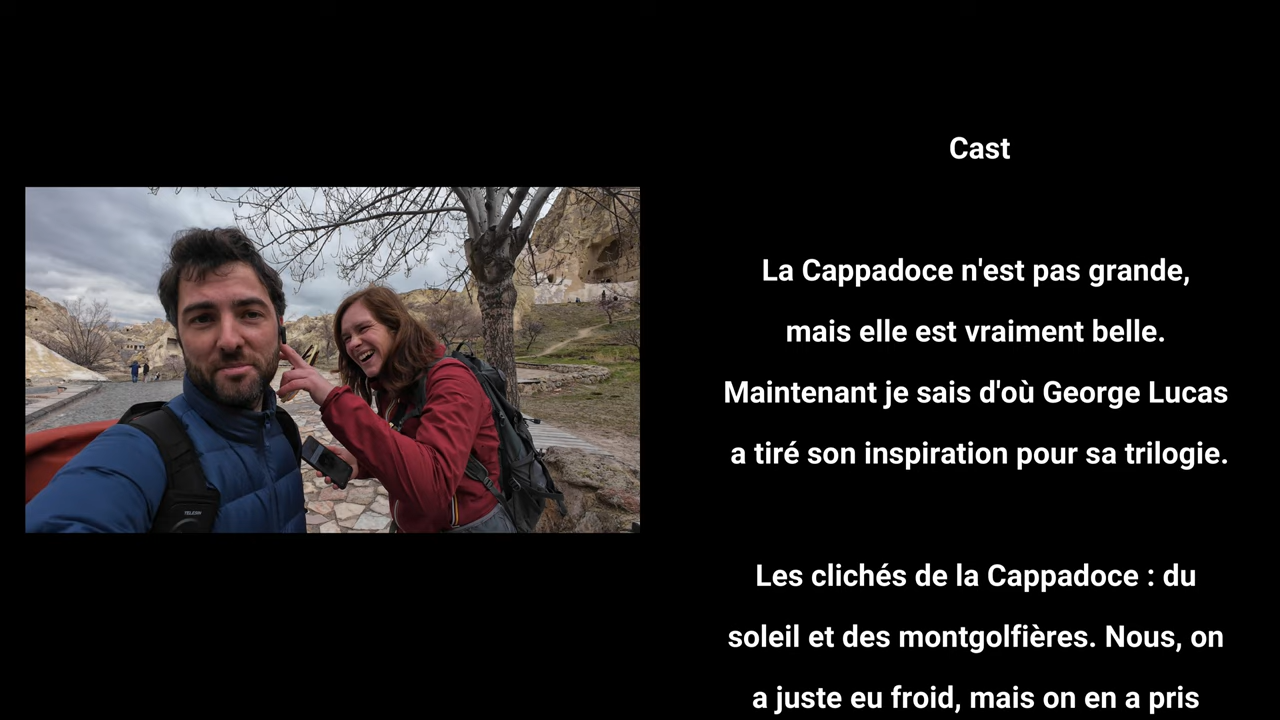 Cast
La Cappadoce n'est pas grande,
mais elle est vraiment belle.
Maintenant je sais d'où George Lucas
a tiré son inspiration pour sa trilogie.
Les clichés de la Cappadoce : du
soleil et des montgolfières. Nous, on
a juste eu froid, mais on en a pris